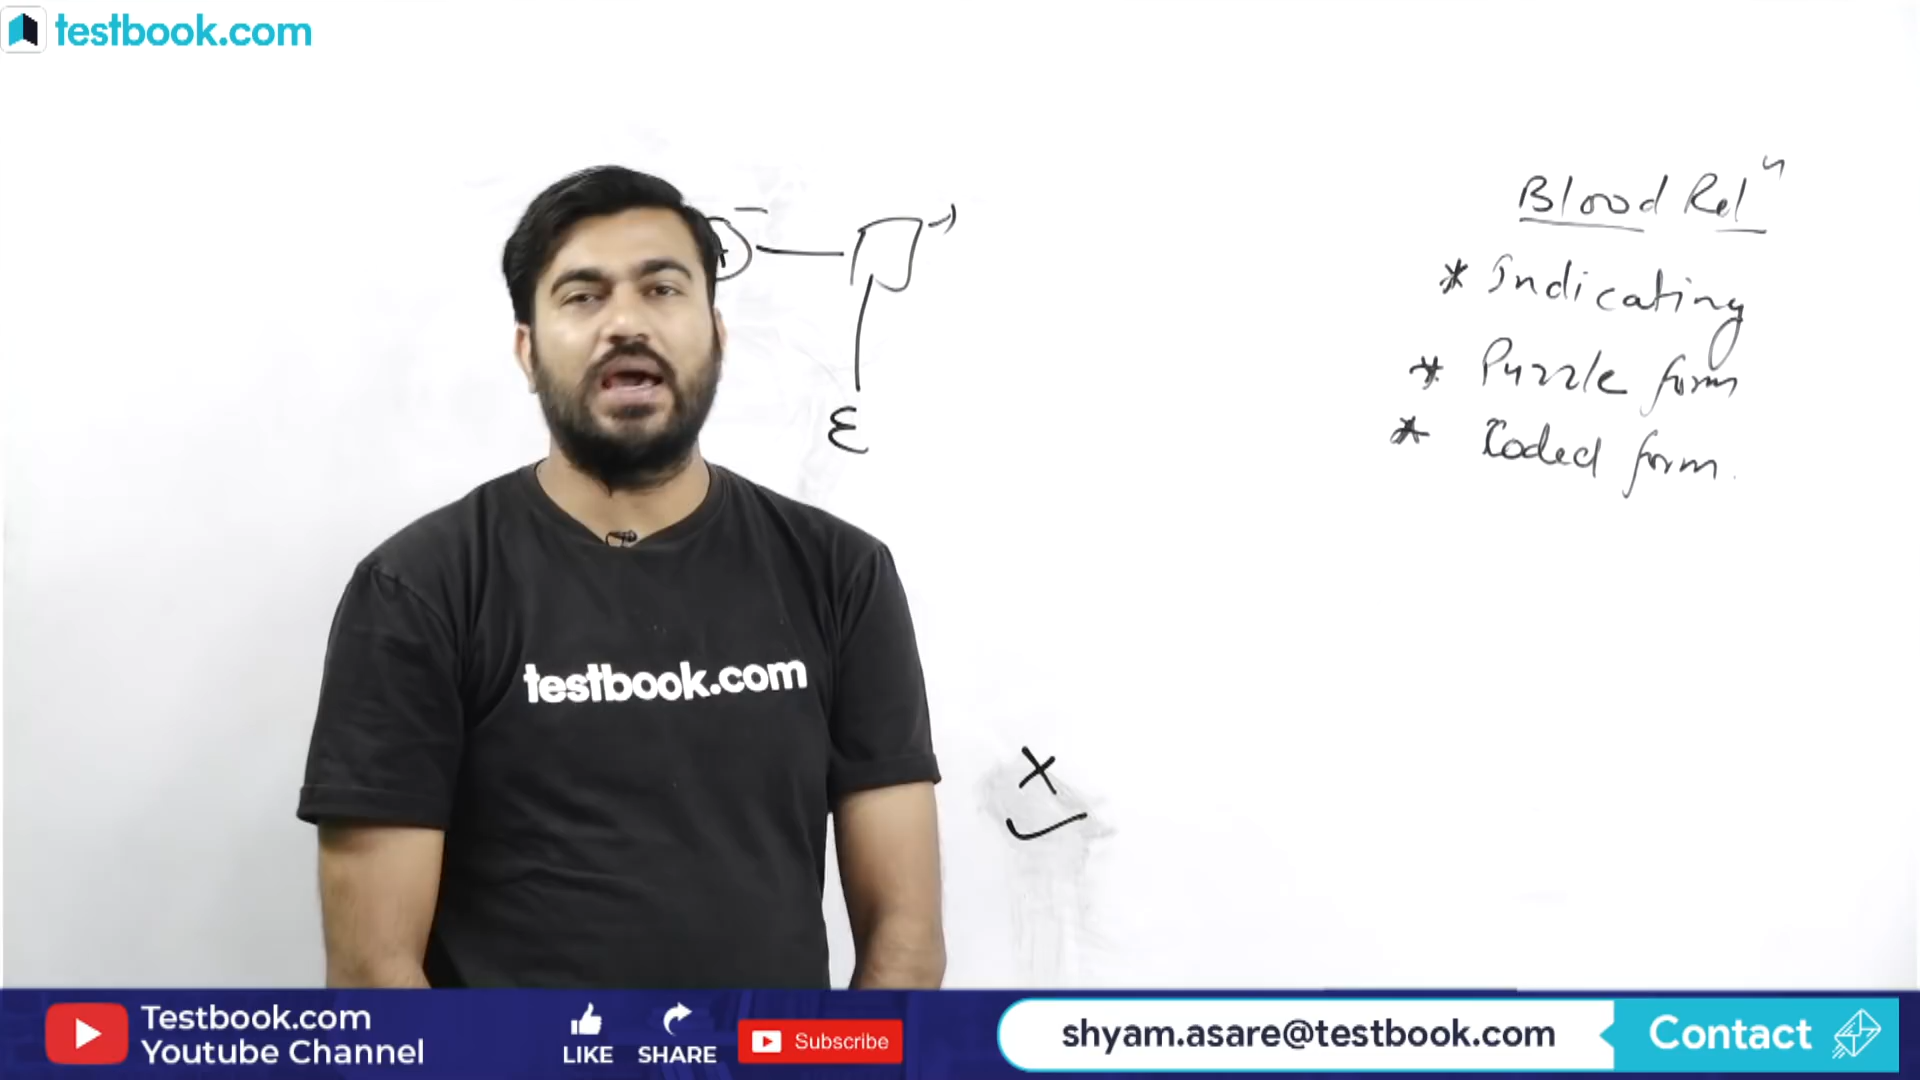 testbook.com
Blood Relⁿ
* Indicating
* Puzzle form
* Coded form.
ε
testbook.com
x
Testbook.com
Youtube Channel
LIKE
SHARE
Subscribe
shyam.asare@testbook.com
Contact